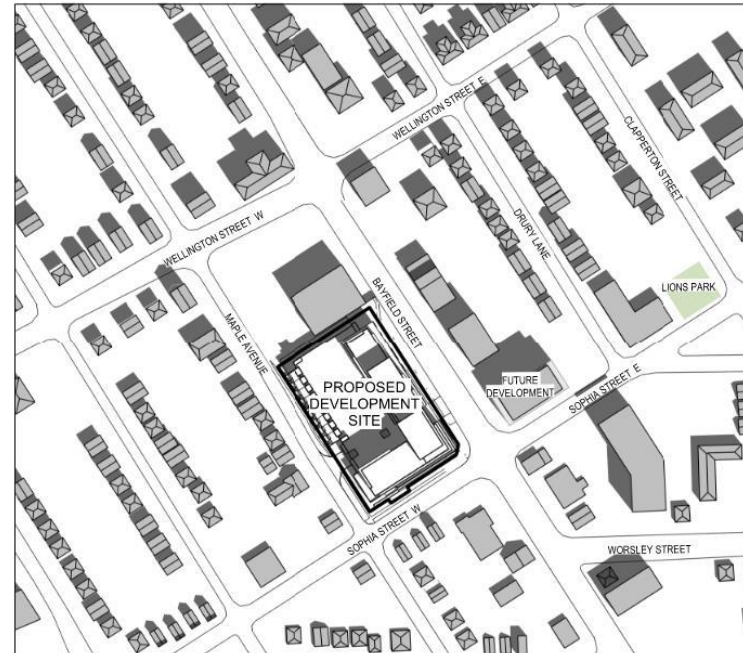 WELLINGTON STREET E
CLAPPERTON STREET
DRURY LANE
WELLINGTON STREET W
LIONS PARK
BAYFIELD STREET
MAPLE AVENUE
PROPOSED
DEVELOPMENT
SITE
FUTURE
DEVELOPMENT
SOPHIA STREET E
SOPHIA STREET W
WORSLEY STREET